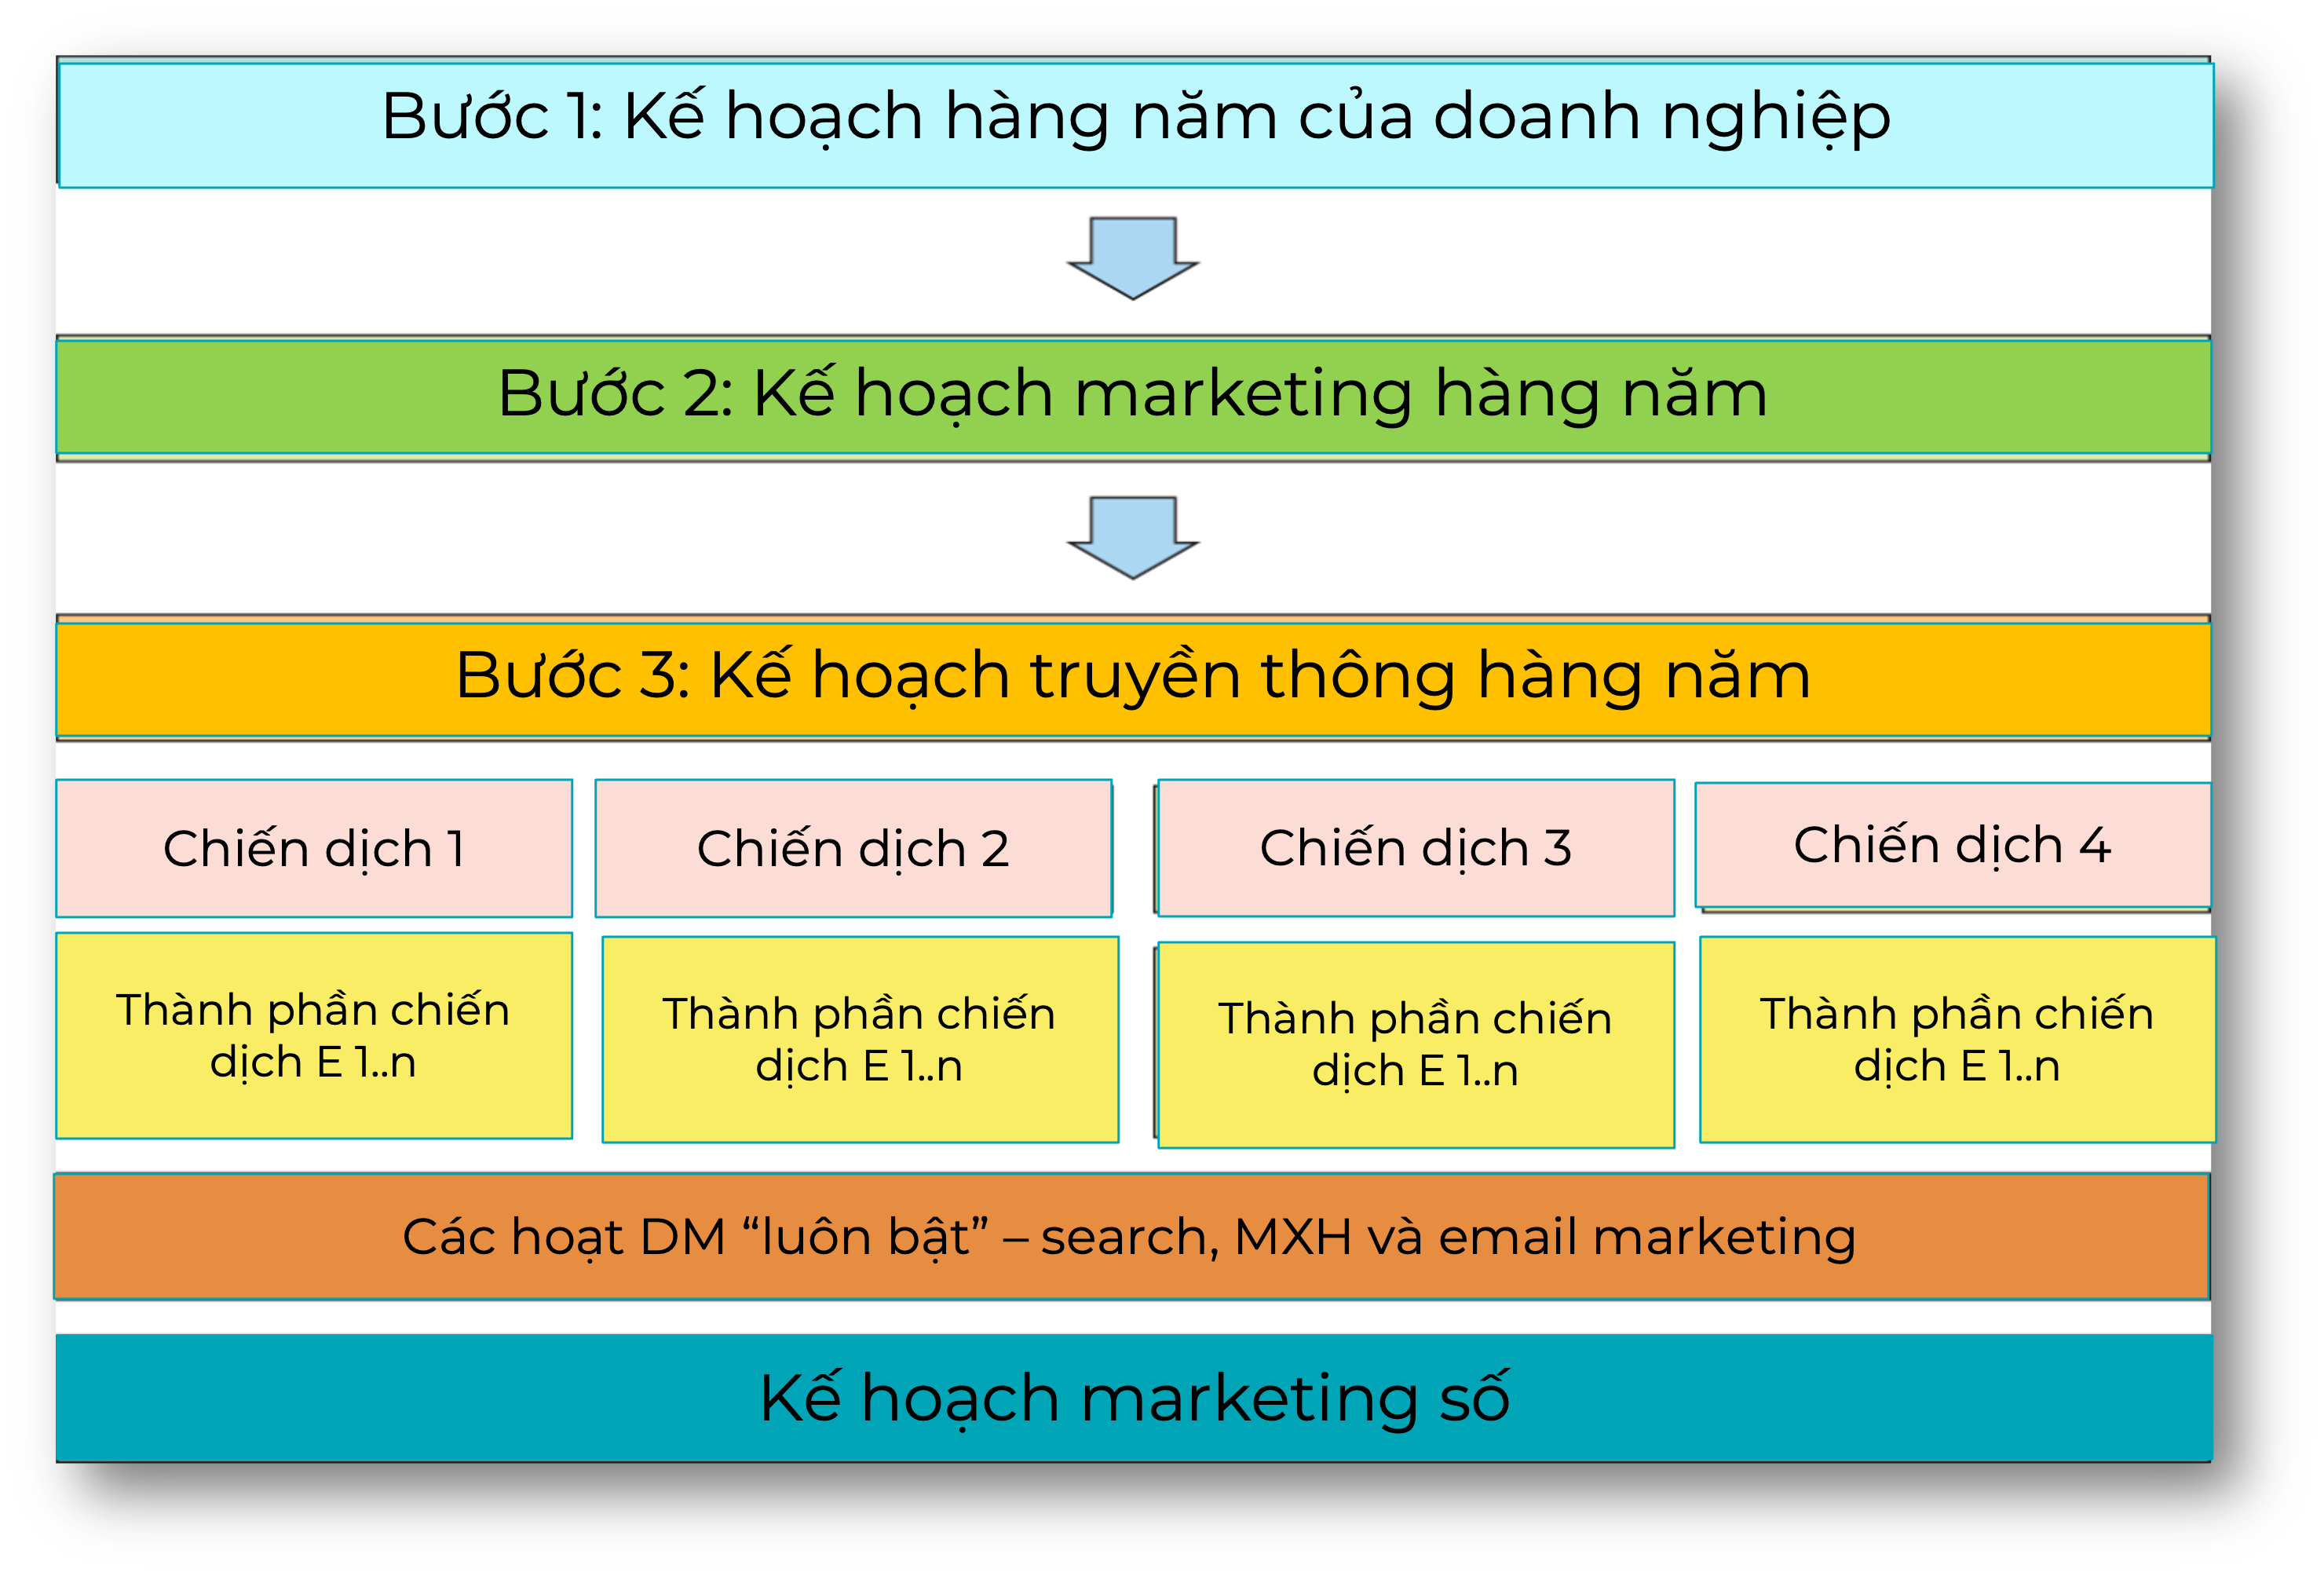 Bước 1: Kế hoạch hàng năm của doanh nghiệp
Bước 2: Kế hoạch marketing hàng năm
Bước 3: Kế hoạch truyền thông hàng năm
Chiến dịch 1
Chiến dịch 2
Chiến dịch 3
Chiến dịch 4
Thành phần chiến
dịch E 1..n
Thành phần chiến
dịch E 1..n
Thành phần chiến
dịch E 1..n
Thành phần chiến
dịch E 1..n
Các hoạt DM “luôn bật” – search, MXH và email marketing
Kế hoạch marketing số